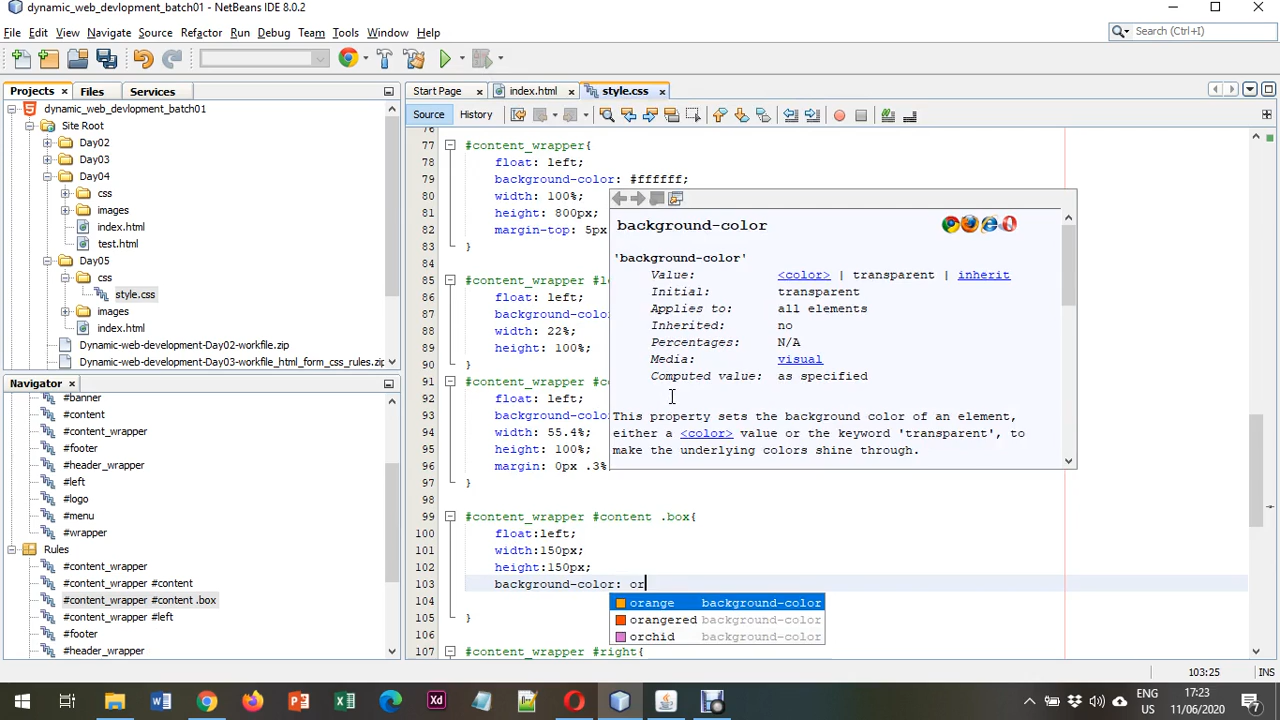 dynamic_web_devlopment_batch01 - NetBeans IDE 8.0.2
File Edit View Navigate Source Refactor Run Debug Team Tools Window Help
Search (Ctrl+I)
Projects Files Services
Start Page index.html style.css
Source History
dynamic_web_devlopment_batch01
Site Root
Day02
Day03
Day04
css
images
index.html
test.html
Day05
css
style.css
images
index.html
Dynamic-web-development-Day02-workfile.zip
Dynamic-web-development-Day03-workfile_html_form_css_rules.zip
Navigator
#banner
#content
#content_wrapper
#footer
#header_wrapper
#left
#logo
#menu
#wrapper
Rules
#content_wrapper
#content_wrapper #content
#content_wrapper #content .box
#content_wrapper #left
#footer
#header_wrapper
76
77 #content_wrapper{
78 float: left;
79 background-color: #ffffff;
80 width: 100%;
81 height: 800px;
82 margin-top: 5px
83 }
84
85 #content_wrapper #l
86 float: left;
87 background-colo
88 width: 22%;
89 height: 100%;
90 }
91 #content_wrapper #c
92 float: left;
93 background-colo
94 width: 55.4%;
95 height: 100%;
96 margin: 0px .3%
97 }
98
99 #content_wrapper #content .box{
100 float:left;
101 width:150px;
102 height:150px;
103 background-color: or
104
105 }
106
107 #content_wrapper #right{
background-color
'background-color'
Value: <color> | transparent | inherit
Initial: transparent
Applies to: all elements
Inherited: no
Percentages: N/A
Media: visual
Computed value: as specified
This property sets the background color of an element,
either a <color> value or the keyword 'transparent', to
make the underlying colors shine through.
orange background-color
orangered background-color
orchid background-color
103:25 INS
ENG
US
17:23
11/06/2020
7